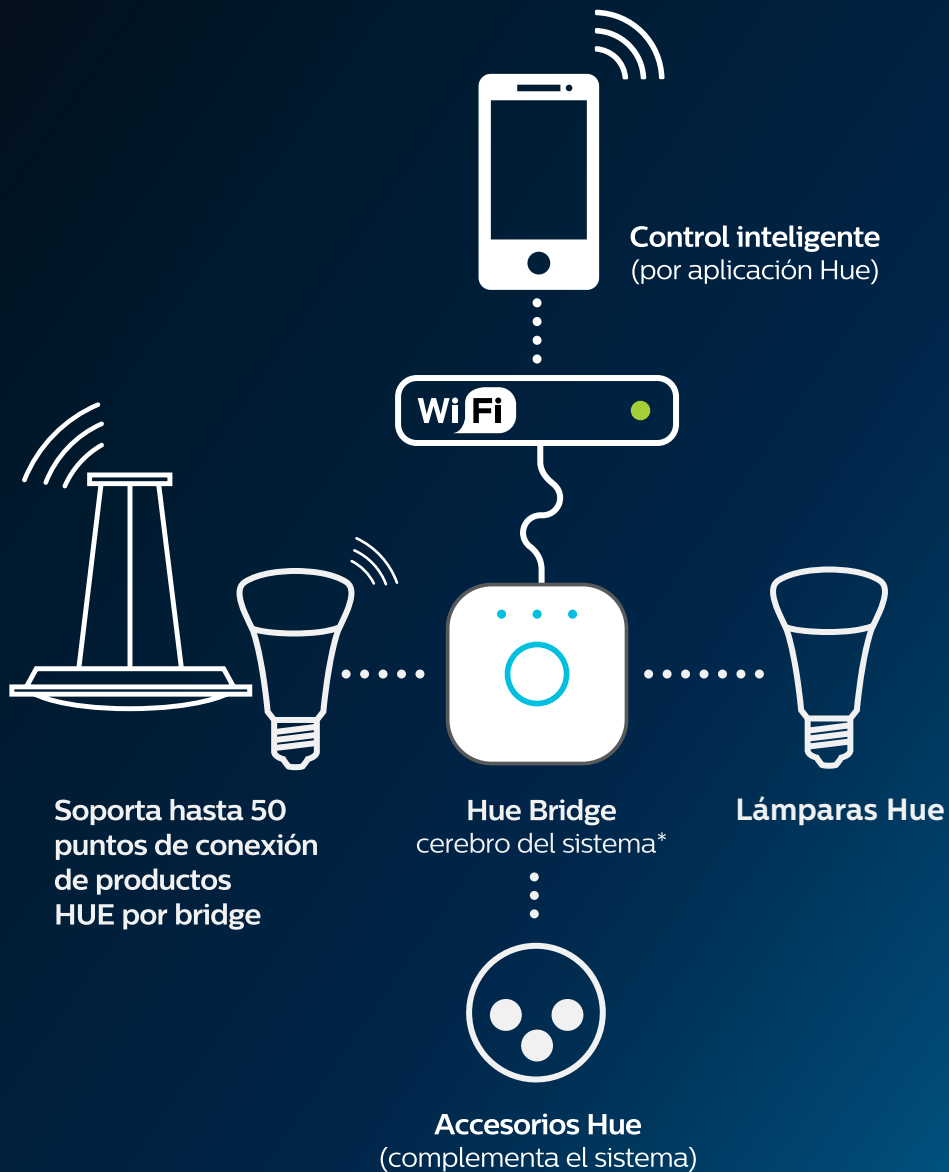 Control inteligente
(por aplicación Hue)
WiFi
Soporta hasta 50
puntos de conexión
de productos
HUE por bridge
Hue Bridge
cerebro del sistema*
Lámparas Hue
Accesorios Hue
(complementa el sistema)